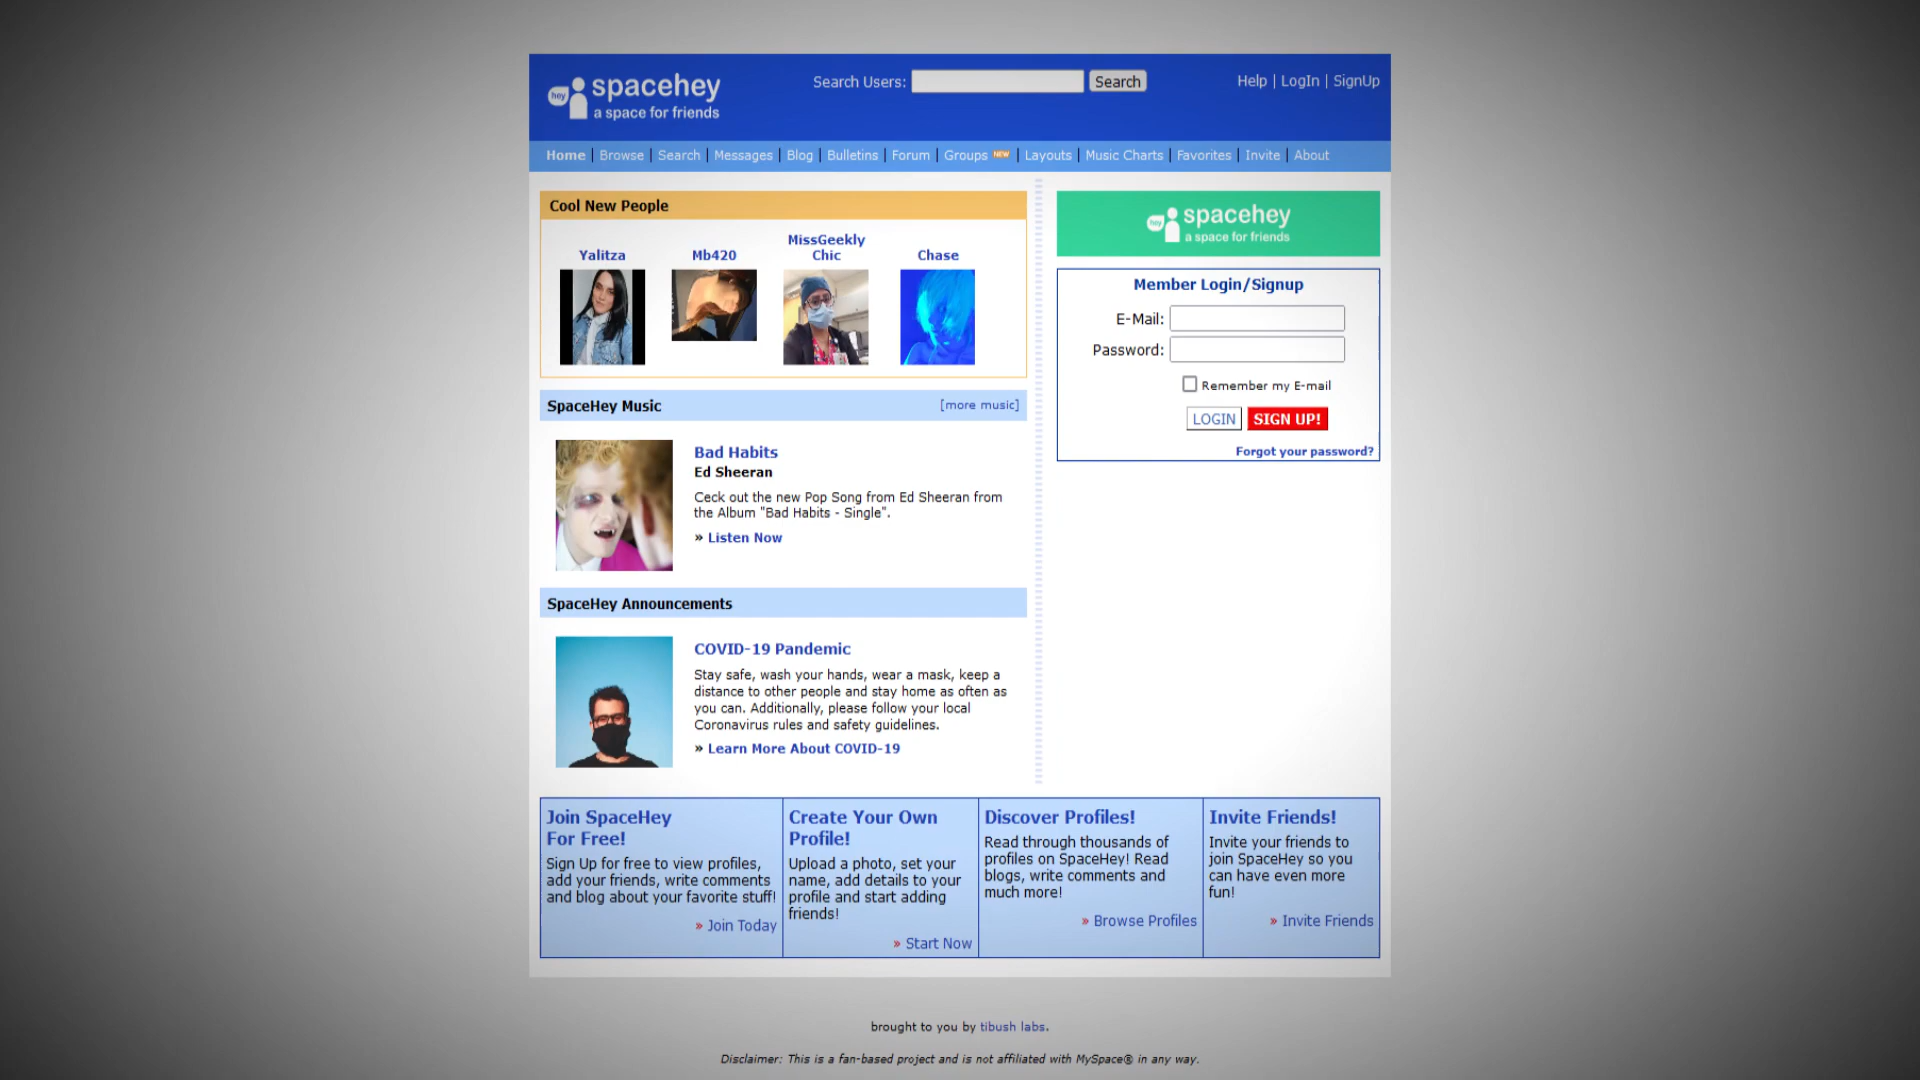 hey
spacehey
a space for friends
Search Users:
Search
Help | LogIn | SignUp
Home | Browse | Search | Messages | Blog | Bulletins | Forum | Groups NEW | Layouts | Music Charts | Favorites | Invite | About
Cool New People
Yalitza
Mb420
MissGeekly
Chic
Chase
SpaceHey Music
[more music]
Bad Habits
Ed Sheeran
Ceck out the new Pop Song from Ed Sheeran from
the Album "Bad Habits - Single".
» Listen Now
SpaceHey Announcements
COVID-19 Pandemic
Stay safe, wash your hands, wear a mask, keep a
distance to other people and stay home as often as
you can. Additionally, please follow your local
Coronavirus rules and safety guidelines.
» Learn More About COVID-19
hey
spacehey
a space for friends
Member Login/Signup
E-Mail:
Password:
Remember my E-mail
LOGIN
SIGN UP!
Forgot your password?
Join SpaceHey
For Free!
Sign Up for free to view profiles,
add your friends, write comments
and blog about your favorite stuff!
» Join Today
Create Your Own
Profile!
Upload a photo, set your
name, add details to your
profile and start adding
friends!
» Start Now
Discover Profiles!
Read through thousands of
profiles on SpaceHey! Read
blogs, write comments and
much more!
» Browse Profiles
Invite Friends!
Invite your friends to
join SpaceHey so you
can have even more
fun!
» Invite Friends
brought to you by tibush labs.
Disclaimer: This is a fan-based project and is not affiliated with MySpace® in any way.